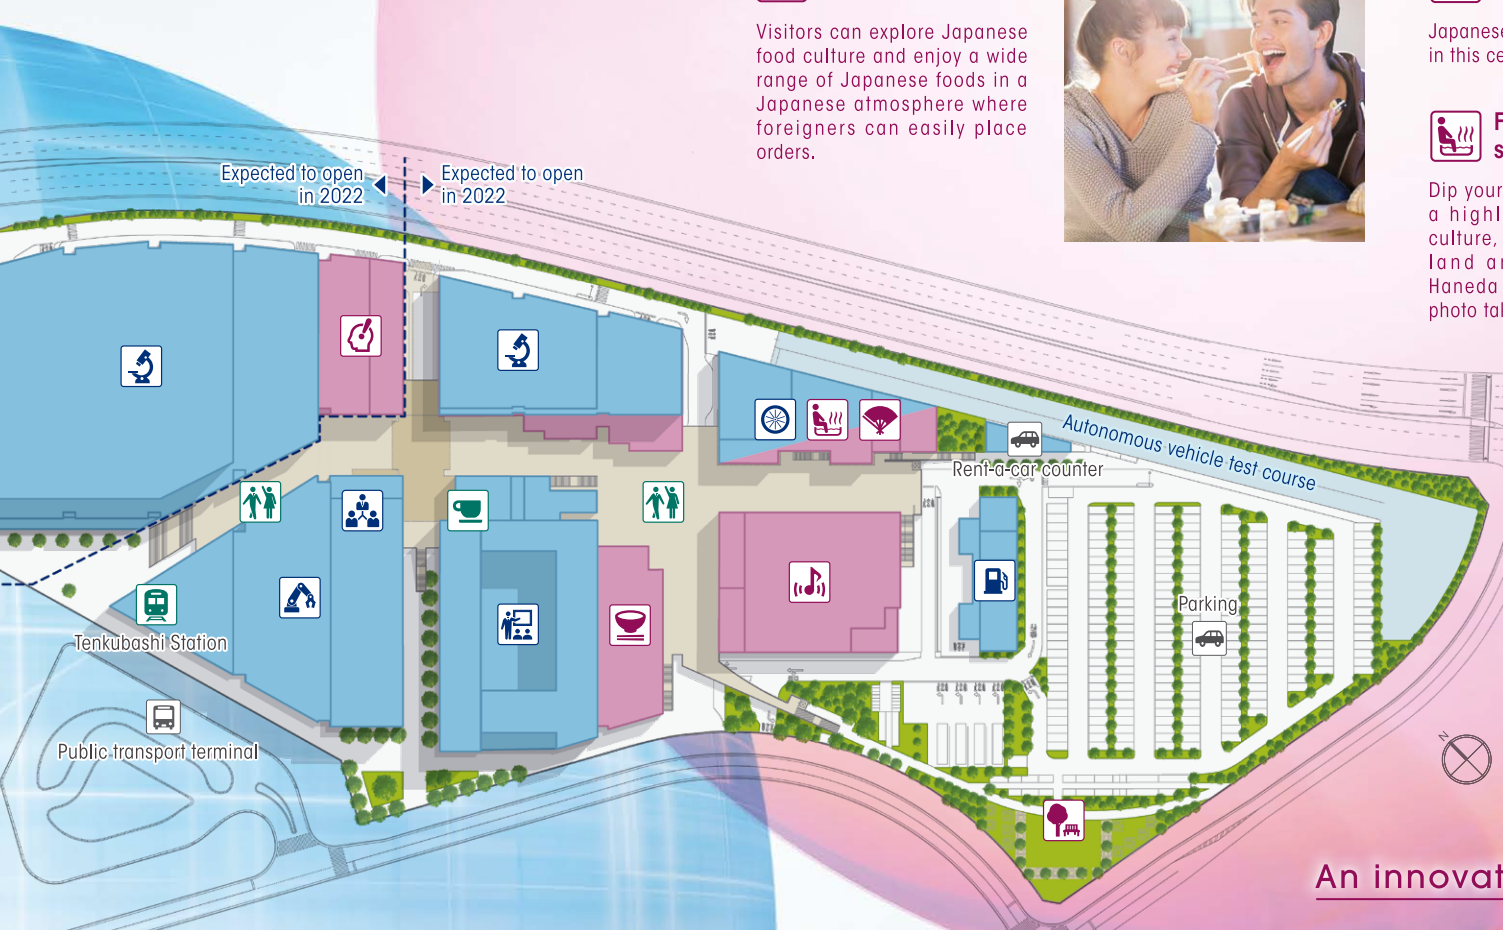 Visitors can explore Japanese
food culture and enjoy a wide
range of Japanese foods in a
Japanese atmosphere where
foreigners can easily place
orders.
Japanese
in this ce
F
s
Dip your
a highl
culture,
land ar
Haneda
photo tal
Expected to open
in 2022
Expected to open
in 2022
Autonomous vehicle test course
Rent-a-car counter
Parking
Tenkubashi Station
Public transport terminal
N
An innovat